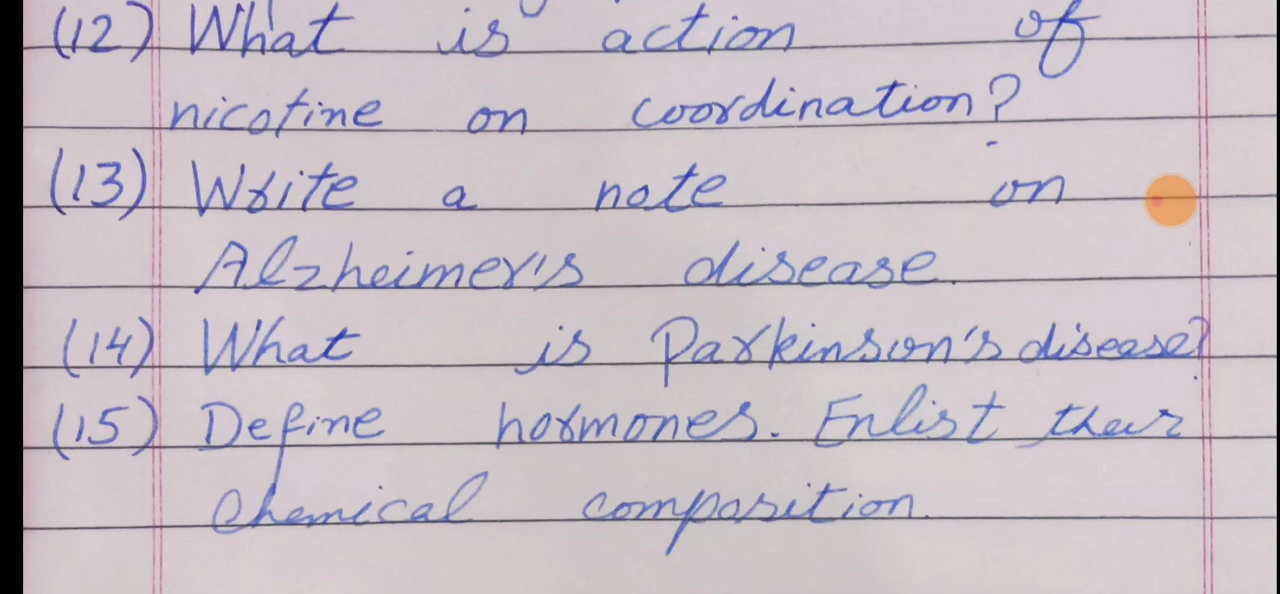 (12) What is action of
nicotine on coordination?
(13) Write a note on
Alzheimer's disease.
(14) What is Parkinson's disease?
(15) Define hormones. Enlist their
chemical composition.